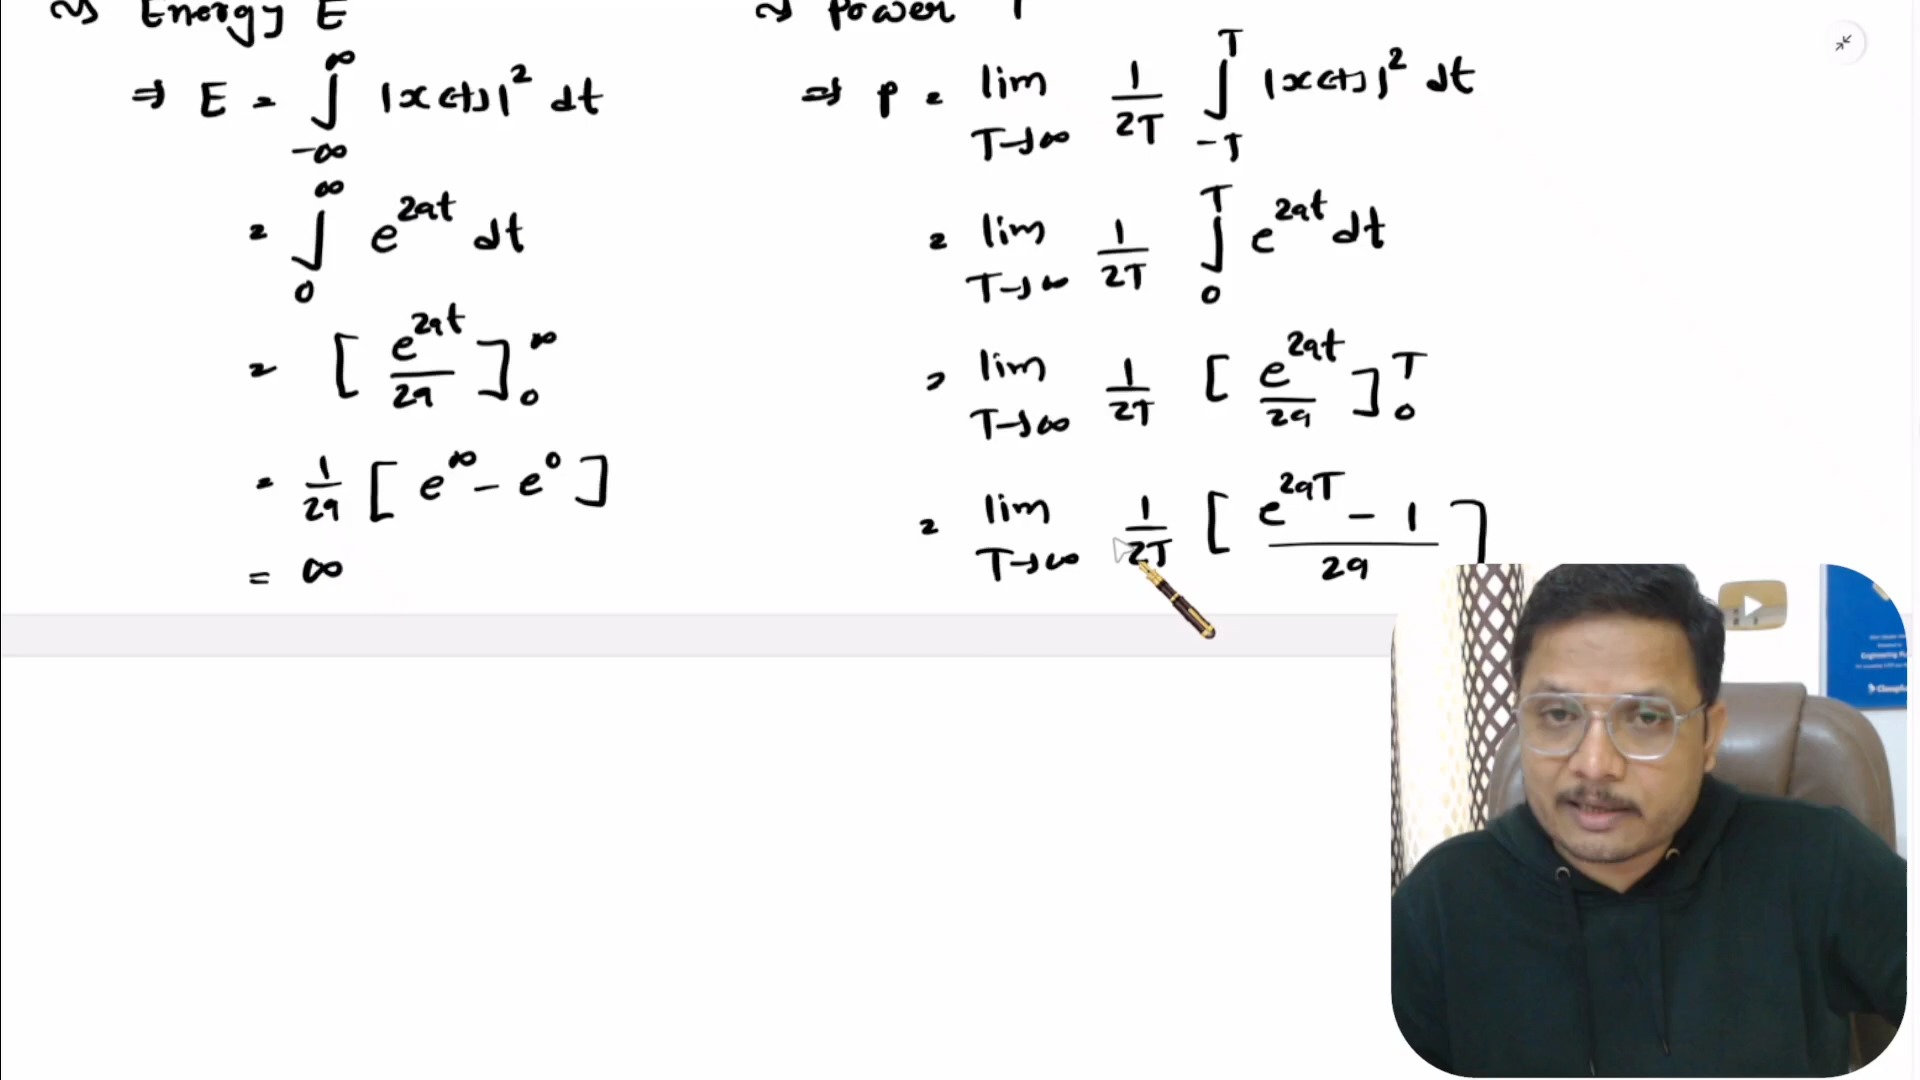 ⇒ Energy E
⇒ E = ∫_{-∞}^{∞} |x(t)|² dt
= ∫_{0}^{∞} e^{2at} dt
= [ e^{2at} / 2a ]_{0}^{∞}
= 1/2a [ e^{∞} - e^{0} ]
= ∞
⇒ Power P
⇒ P = lim_{T→∞} 1/2T ∫_{-T}^{T} |x(t)|² dt
= lim_{T→∞} 1/2T ∫_{0}^{T} e^{2at} dt
= lim_{T→∞} 1/2T [ e^{2at} / 2a ]_{0}^{T}
= lim_{T→∞} 1/2T [ (e^{2aT} - 1) / 2a ]